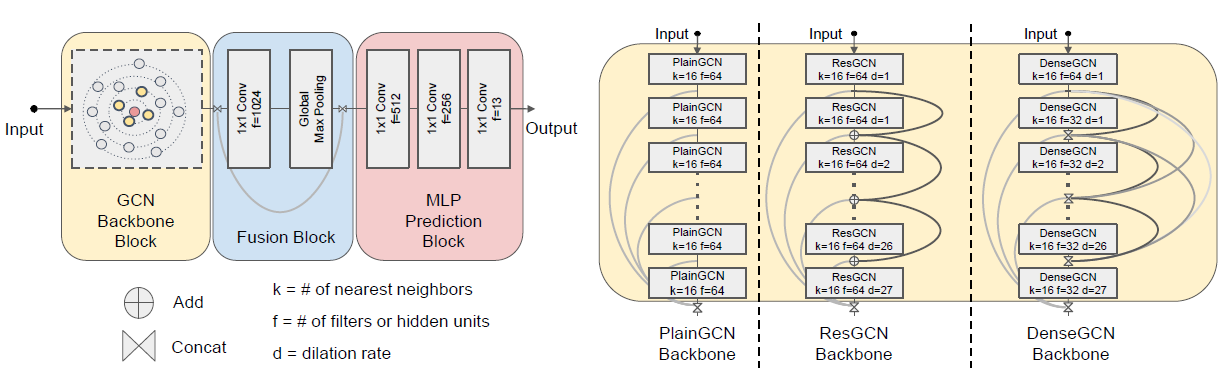 Input
1x1 Conv
f=1024
Global
Max Pooling
1x1 Conv
f=512
1x1 Conv
f=256
1x1 Conv
f=13
Output
GCN
Backbone
Block
Fusion Block
MLP
Prediction
Block
Add
Concat
k = # of nearest neighbors
f = # of filters or hidden units
d = dilation rate
Input
PlainGCN
k=16 f=64
PlainGCN
k=16 f=64
PlainGCN
k=16 f=64
PlainGCN
k=16 f=64
PlainGCN
k=16 f=64
PlainGCN
Backbone
Input
ResGCN
k=16 f=64 d=1
ResGCN
k=16 f=64 d=1
ResGCN
k=16 f=64 d=2
ResGCN
k=16 f=64 d=26
ResGCN
k=16 f=64 d=27
ResGCN
Backbone
Input
DenseGCN
k=16 f=64 d=1
DenseGCN
k=16 f=32 d=1
DenseGCN
k=16 f=32 d=2
DenseGCN
k=16 f=32 d=26
DenseGCN
k=16 f=32 d=27
DenseGCN
Backbone